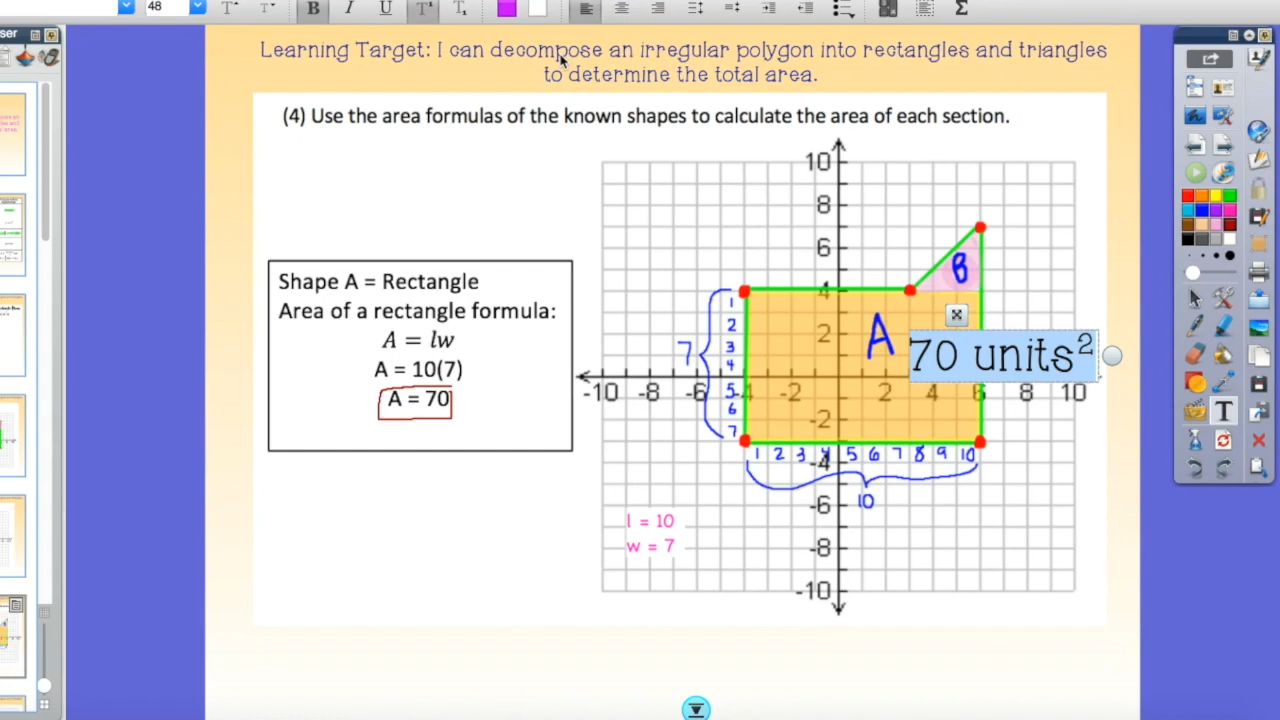 48
B I U T¹ T₁ Σ
ser
Learning Target: I can decompose an irregular polygon into rectangles and triangles
to determine the total area.
(4) Use the area formulas of the known shapes to calculate the area of each section.
Shape A = Rectangle
Area of a rectangle formula:
A = lw
A = 10(7)
A = 70
10
8
6
4
2
-2
-4
-6
-8
-10
-10 -8 -6 -4 -2 2 4 6 8 10
B
A
70 units²
7
1
2
3
4
5
6
7
1 2 3 4 5 6 7 8 9 10
10
l = 10
w = 7
T